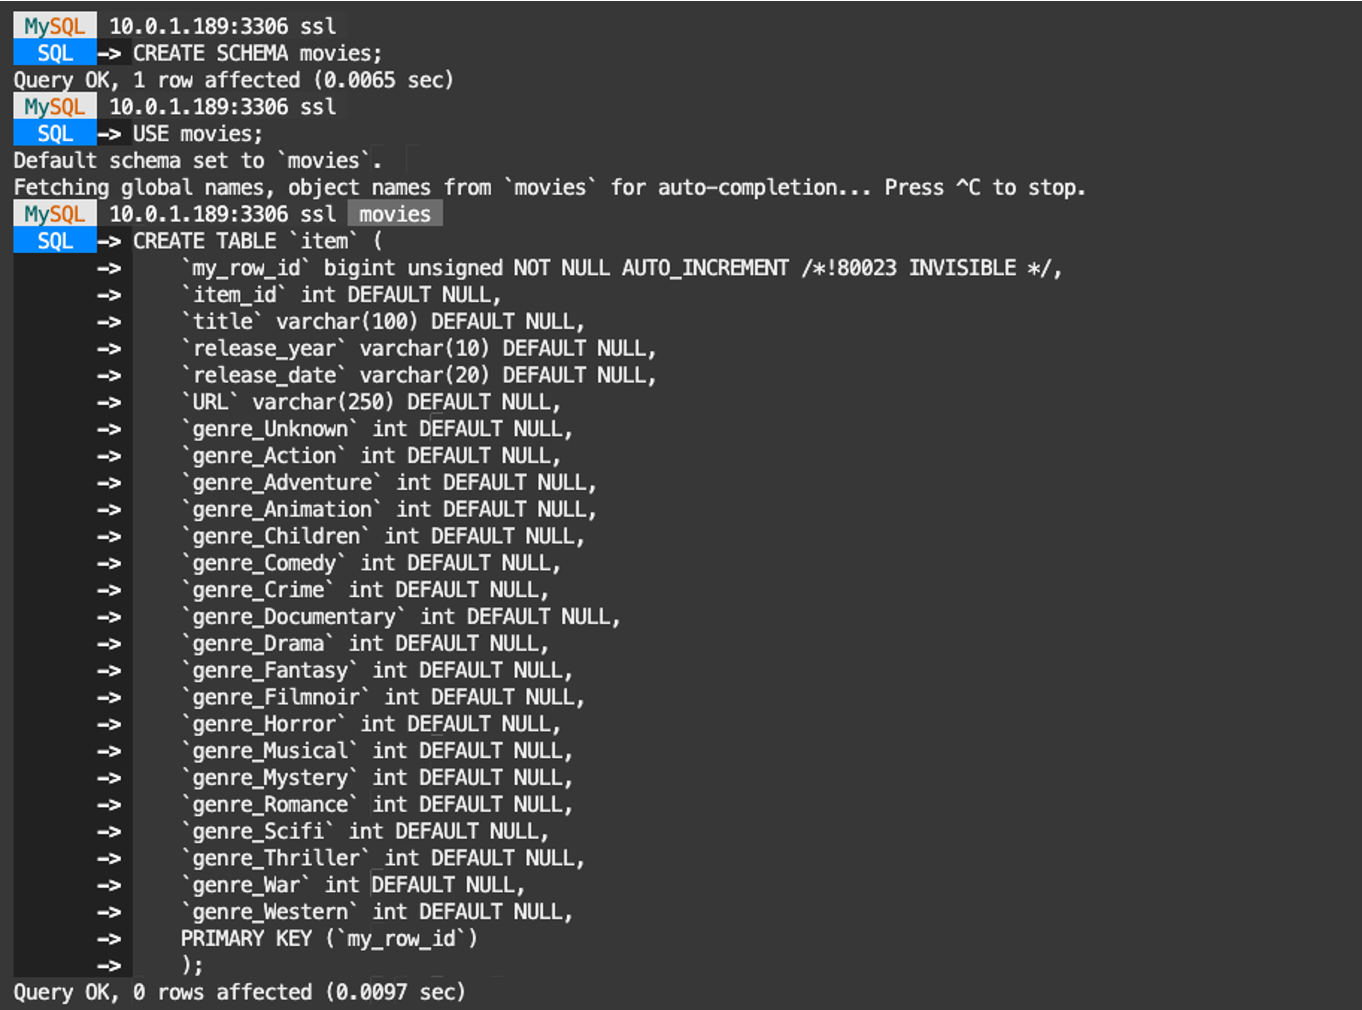 MySQL 10.0.1.189:3306 ssl
SQL -> CREATE SCHEMA movies;
Query OK, 1 row affected (0.0065 sec)
MySQL 10.0.1.189:3306 ssl
SQL -> USE movies;
Default schema set to `movies`.
Fetching global names, object names from `movies` for auto-completion... Press ^C to stop.
MySQL 10.0.1.189:3306 ssl movies
SQL -> CREATE TABLE `item` (
-> `my_row_id` bigint unsigned NOT NULL AUTO_INCREMENT /*!80023 INVISIBLE */,
-> `item_id` int DEFAULT NULL,
-> `title` varchar(100) DEFAULT NULL,
-> `release_year` varchar(10) DEFAULT NULL,
-> `release_date` varchar(20) DEFAULT NULL,
-> `URL` varchar(250) DEFAULT NULL,
-> `genre_Unknown` int DEFAULT NULL,
-> `genre_Action` int DEFAULT NULL,
-> `genre_Adventure` int DEFAULT NULL,
-> `genre_Animation` int DEFAULT NULL,
-> `genre_Children` int DEFAULT NULL,
-> `genre_Comedy` int DEFAULT NULL,
-> `genre_Crime` int DEFAULT NULL,
-> `genre_Documentary` int DEFAULT NULL,
-> `genre_Drama` int DEFAULT NULL,
-> `genre_Fantasy` int DEFAULT NULL,
-> `genre_Filmnoir` int DEFAULT NULL,
-> `genre_Horror` int DEFAULT NULL,
-> `genre_Musical` int DEFAULT NULL,
-> `genre_Mystery` int DEFAULT NULL,
-> `genre_Romance` int DEFAULT NULL,
-> `genre_Scifi` int DEFAULT NULL,
-> `genre_Thriller` int DEFAULT NULL,
-> `genre_War` int DEFAULT NULL,
-> `genre_Western` int DEFAULT NULL,
-> PRIMARY KEY (`my_row_id`)
-> );
Query OK, 0 rows affected (0.0097 sec)